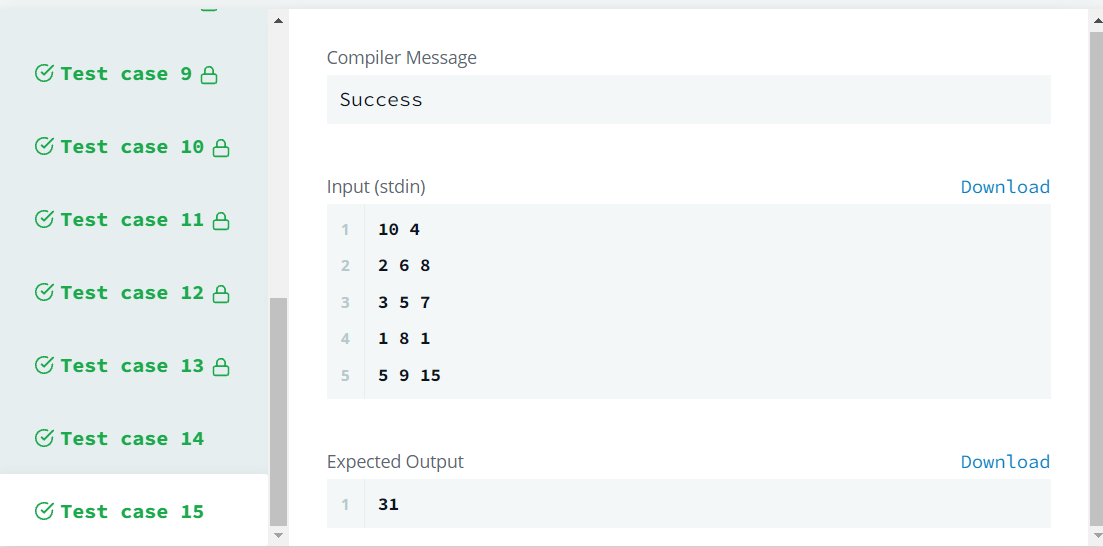 Test case 9
Test case 10
Test case 11
Test case 12
Test case 13
Test case 14
Test case 15
Compiler Message
Success
Input (stdin)
Download
1 10 4
2 2 6 8
3 3 5 7
4 1 8 1
5 5 9 15
Expected Output
Download
1 31